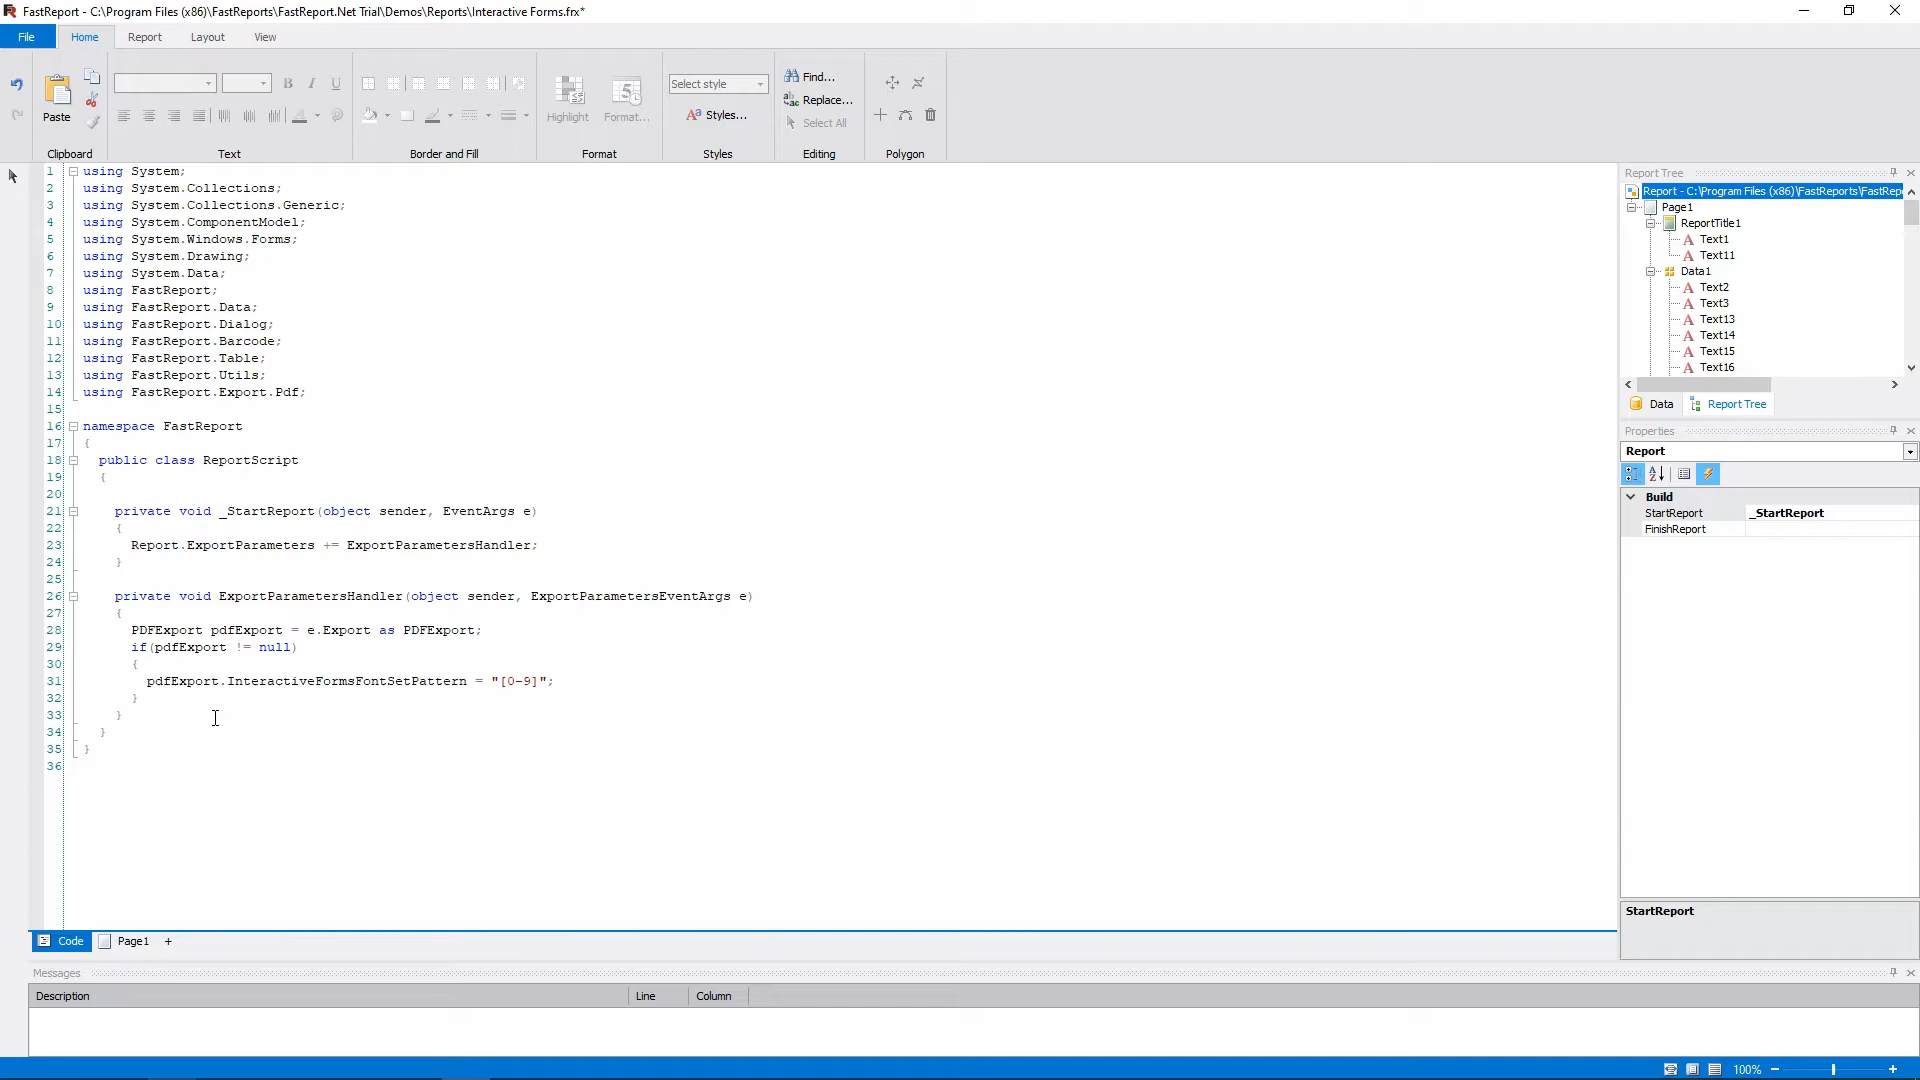 FastReport - C:\Program Files (x86)\FastReports\FastReport.Net Trial\Demos\Reports\Interactive Forms.frx*
File Home Report Layout View
Paste
B I U
Highlight Format...
Select style
Styles...
Find...
Replace...
Select All
Clipboard Text Border and Fill Format Styles Editing Polygon
1 using System;
2 using System.Collections;
3 using System.Collections.Generic;
4 using System.ComponentModel;
5 using System.Windows.Forms;
6 using System.Drawing;
7 using System.Data;
8 using FastReport;
9 using FastReport.Data;
10 using FastReport.Dialog;
11 using FastReport.Barcode;
12 using FastReport.Table;
13 using FastReport.Utils;
14 using FastReport.Export.Pdf;
15
16 namespace FastReport
17 {
18 public class ReportScript
19 {
20
21 private void _StartReport(object sender, EventArgs e)
22 {
23 Report.ExportParameters += ExportParametersHandler;
24 }
25
26 private void ExportParametersHandler(object sender, ExportParametersEventArgs e)
27 {
28 PDFExport pdfExport = e.Export as PDFExport;
29 if(pdfExport != null)
30 {
31 pdfExport.InteractiveFormsFontSetPattern = "[0-9]";
32 }
33 }
34 }
35 }
36
Code Page1 +
Report Tree
Report - C:\Program Files (x86)\FastReports\FastRep
Page1
ReportTitle1
Text1
Text11
Data1
Text2
Text3
Text13
Text14
Text15
Text16
Data Report Tree
Properties
Report
Build
StartReport _StartReport
FinishReport
StartReport
Messages
Description Line Column
100%